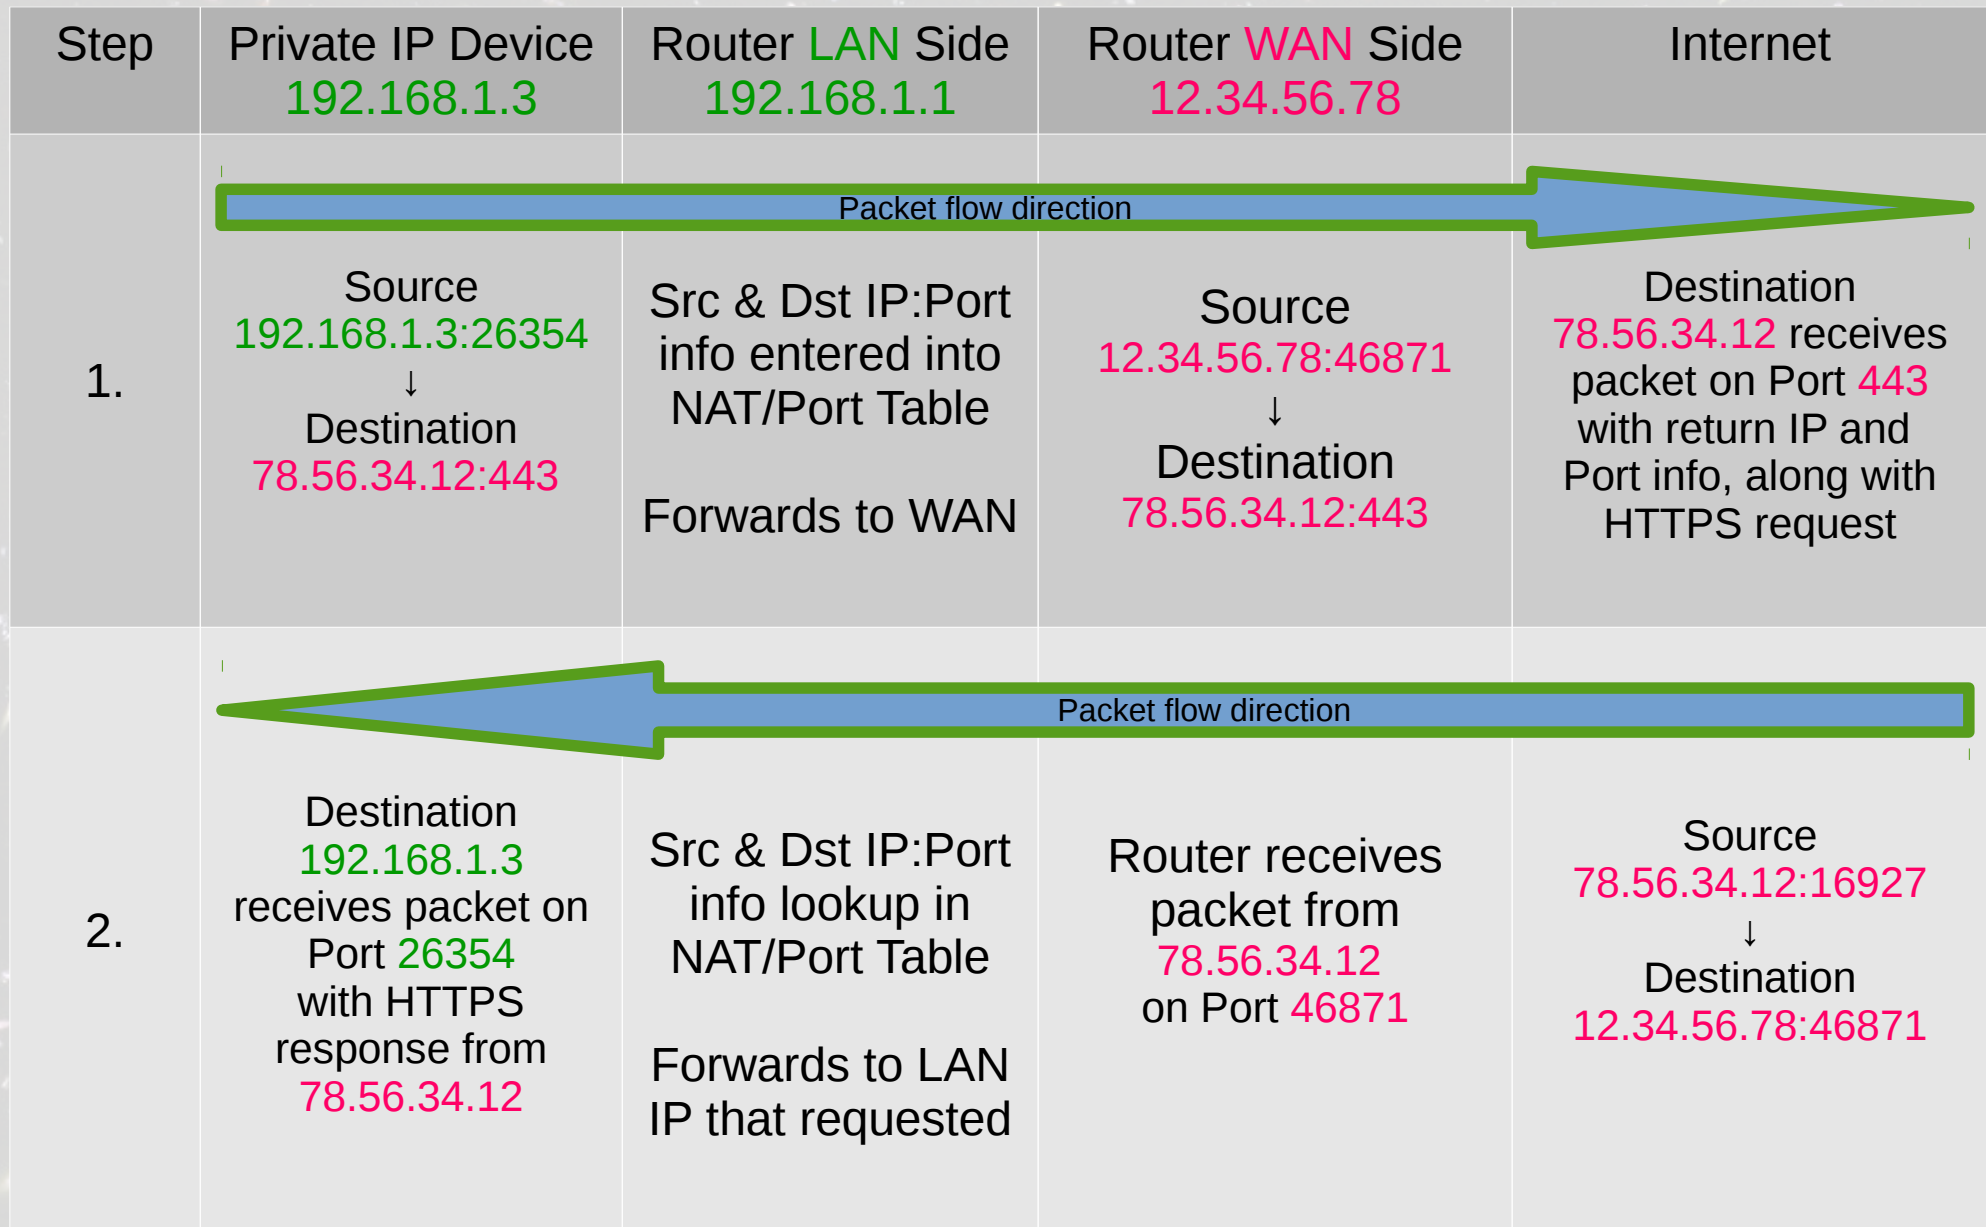 Step
Private IP Device
192.168.1.3
Router LAN Side
192.168.1.1
Router WAN Side
12.34.56.78
Internet
1.
Packet flow direction
Source
192.168.1.3:26354
↓
Destination
78.56.34.12:443
Src & Dst IP:Port
info entered into
NAT/Port Table
Forwards to WAN
Source
12.34.56.78:46871
↓
Destination
78.56.34.12:443
Destination
78.56.34.12 receives
packet on Port 443
with return IP and
Port info, along with
HTTPS request
2.
Packet flow direction
Destination
192.168.1.3
receives packet on
Port 26354
with HTTPS
response from
78.56.34.12
Src & Dst IP:Port
info lookup in
NAT/Port Table
Forwards to LAN
IP that requested
Router receives
packet from
78.56.34.12
on Port 46871
Source
78.56.34.12:16927
↓
Destination
12.34.56.78:46871